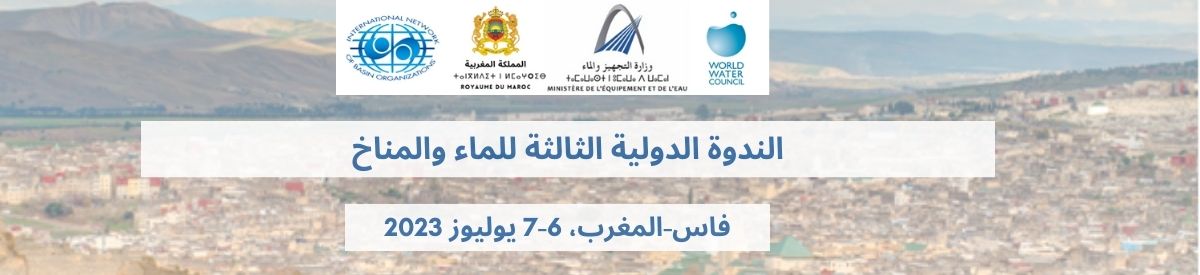 INTERNATIONAL NETWORK
OF BASIN ORGANIZATIONS
المملكة المغربية
ⵜⴰⴳⵍⴷⵉⵜ ⵏ ⵍⵎⵖⵔⵉⴱ
ROYAUME DU MAROC
وزارة التجهيز والماء
MINISTÈRE DE L'ÉQUIPEMENT ET DE L'EAU
WORLD
WATER
COUNCIL
الندوة الدولية الثالثة للماء والمناخ
فاس-المغرب، 6-7 يوليوز 2023